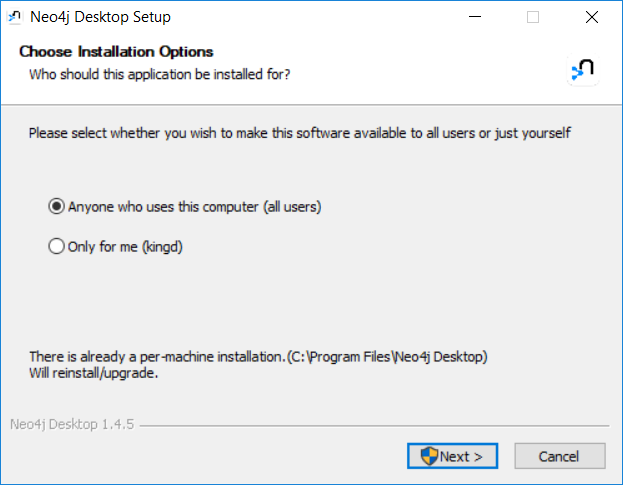 Neo4j Desktop Setup
Choose Installation Options
Who should this application be installed for?
Please select whether you wish to make this software available to all users or just yourself
Anyone who uses this computer (all users)
Only for me (kingd)
There is already a per-machine installation.(C:\Program Files\Neo4j Desktop)
Will reinstall/upgrade.
Neo4j Desktop 1.4.5
Next >
Cancel